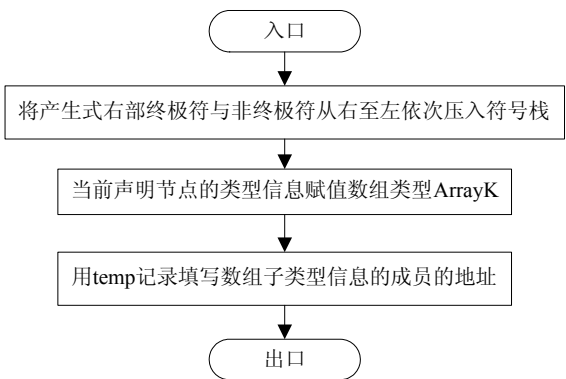 入口
将产生式右部终极符与非终极符从右至左依次压入符号栈
当前声明节点的类型信息赋值数组类型ArrayK
用temp记录填写数组子类型信息的成员的地址
出口